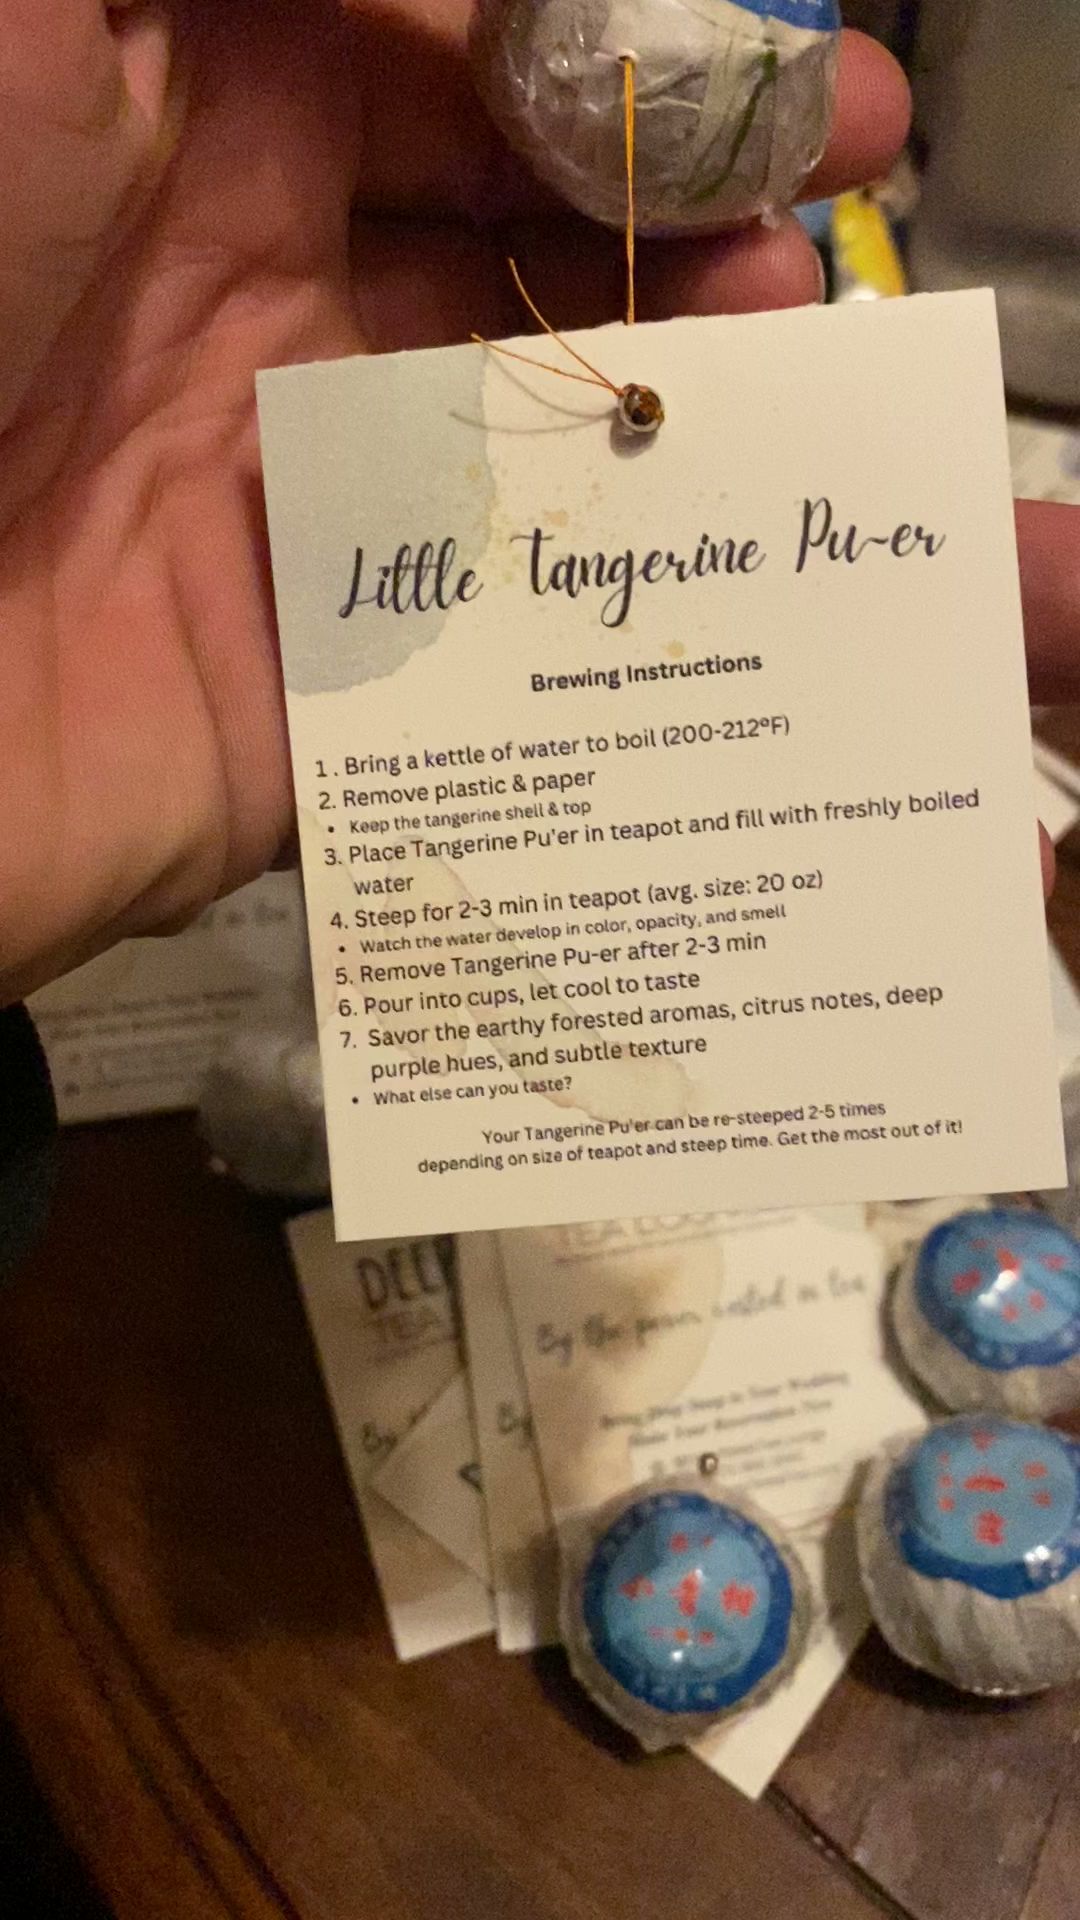 Little Tangerine Pu-er
Brewing Instructions
1. Bring a kettle of water to boil (200-212ºF)
2. Remove plastic & paper
• Keep the tangerine shell & top
3. Place Tangerine Pu'er in teapot and fill with freshly boiled
water
4. Steep for 2-3 min in teapot (avg. size: 20 oz)
• Watch the water develop in color, opacity, and smell
5. Remove Tangerine Pu-er after 2-3 min
6. Pour into cups, let cool to taste
7. Savor the earthy forested aromas, citrus notes, deep
purple hues, and subtle texture
• What else can you taste?
Your Tangerine Pu'er can be re-steeped 2-5 times
depending on size of teapot and steep time. Get the most out of it!
TEA
By the
By
By